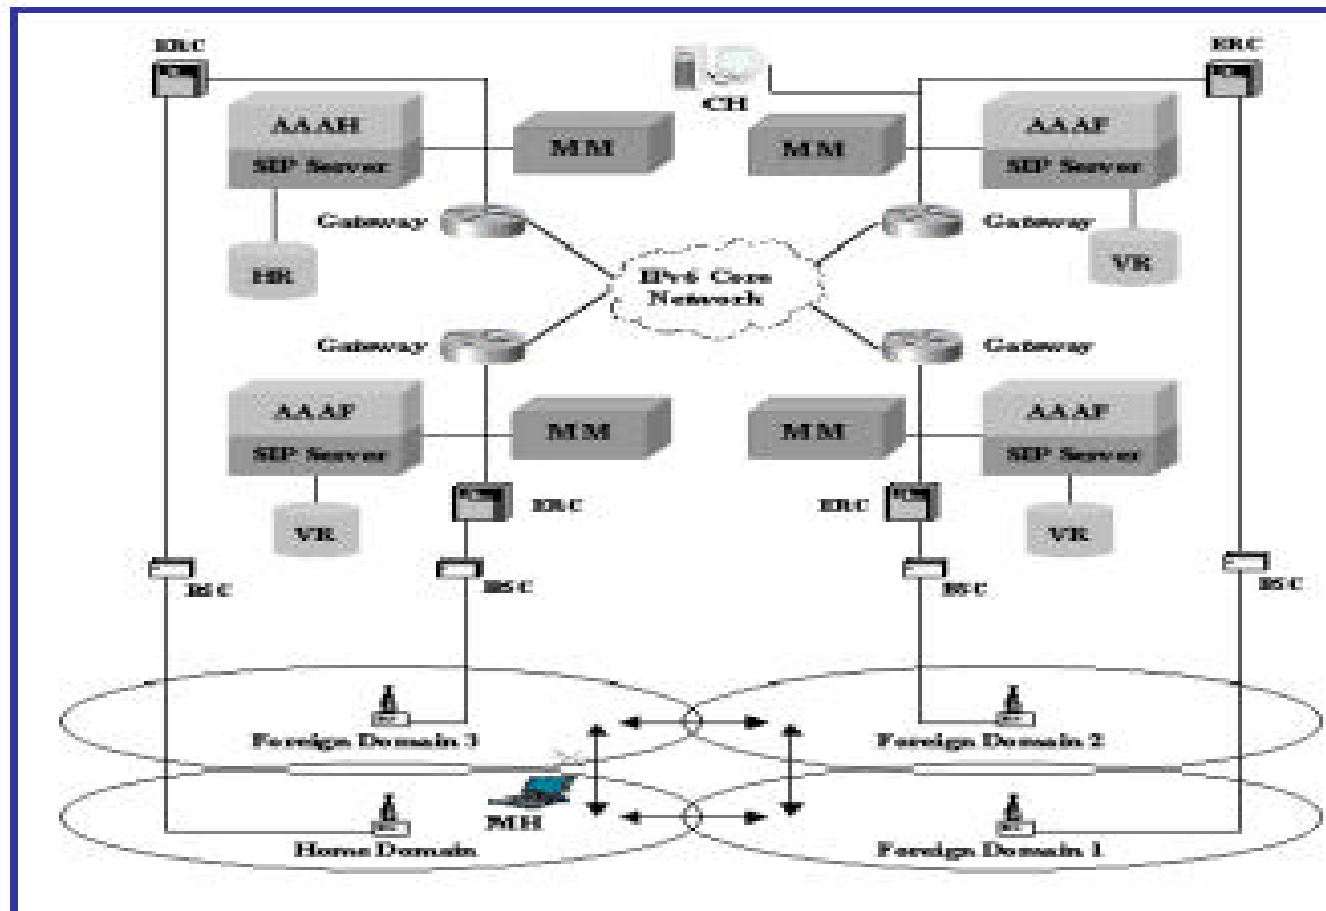 ERC
ERC
CH
AAAH
SIP Server
MM
MM
AAAF
SIP Server
Gateway
Gateway
HR
IPv6 Core
Network
VR
Gateway
Gateway
AAAF
SIP Server
MM
MM
AAAF
SIP Server
ERC
ERC
VR
VR
BSC
BSC
BSC
BSC
Foreign Domain 3
Foreign Domain 2
MH
Home Domain
Foreign Domain 1